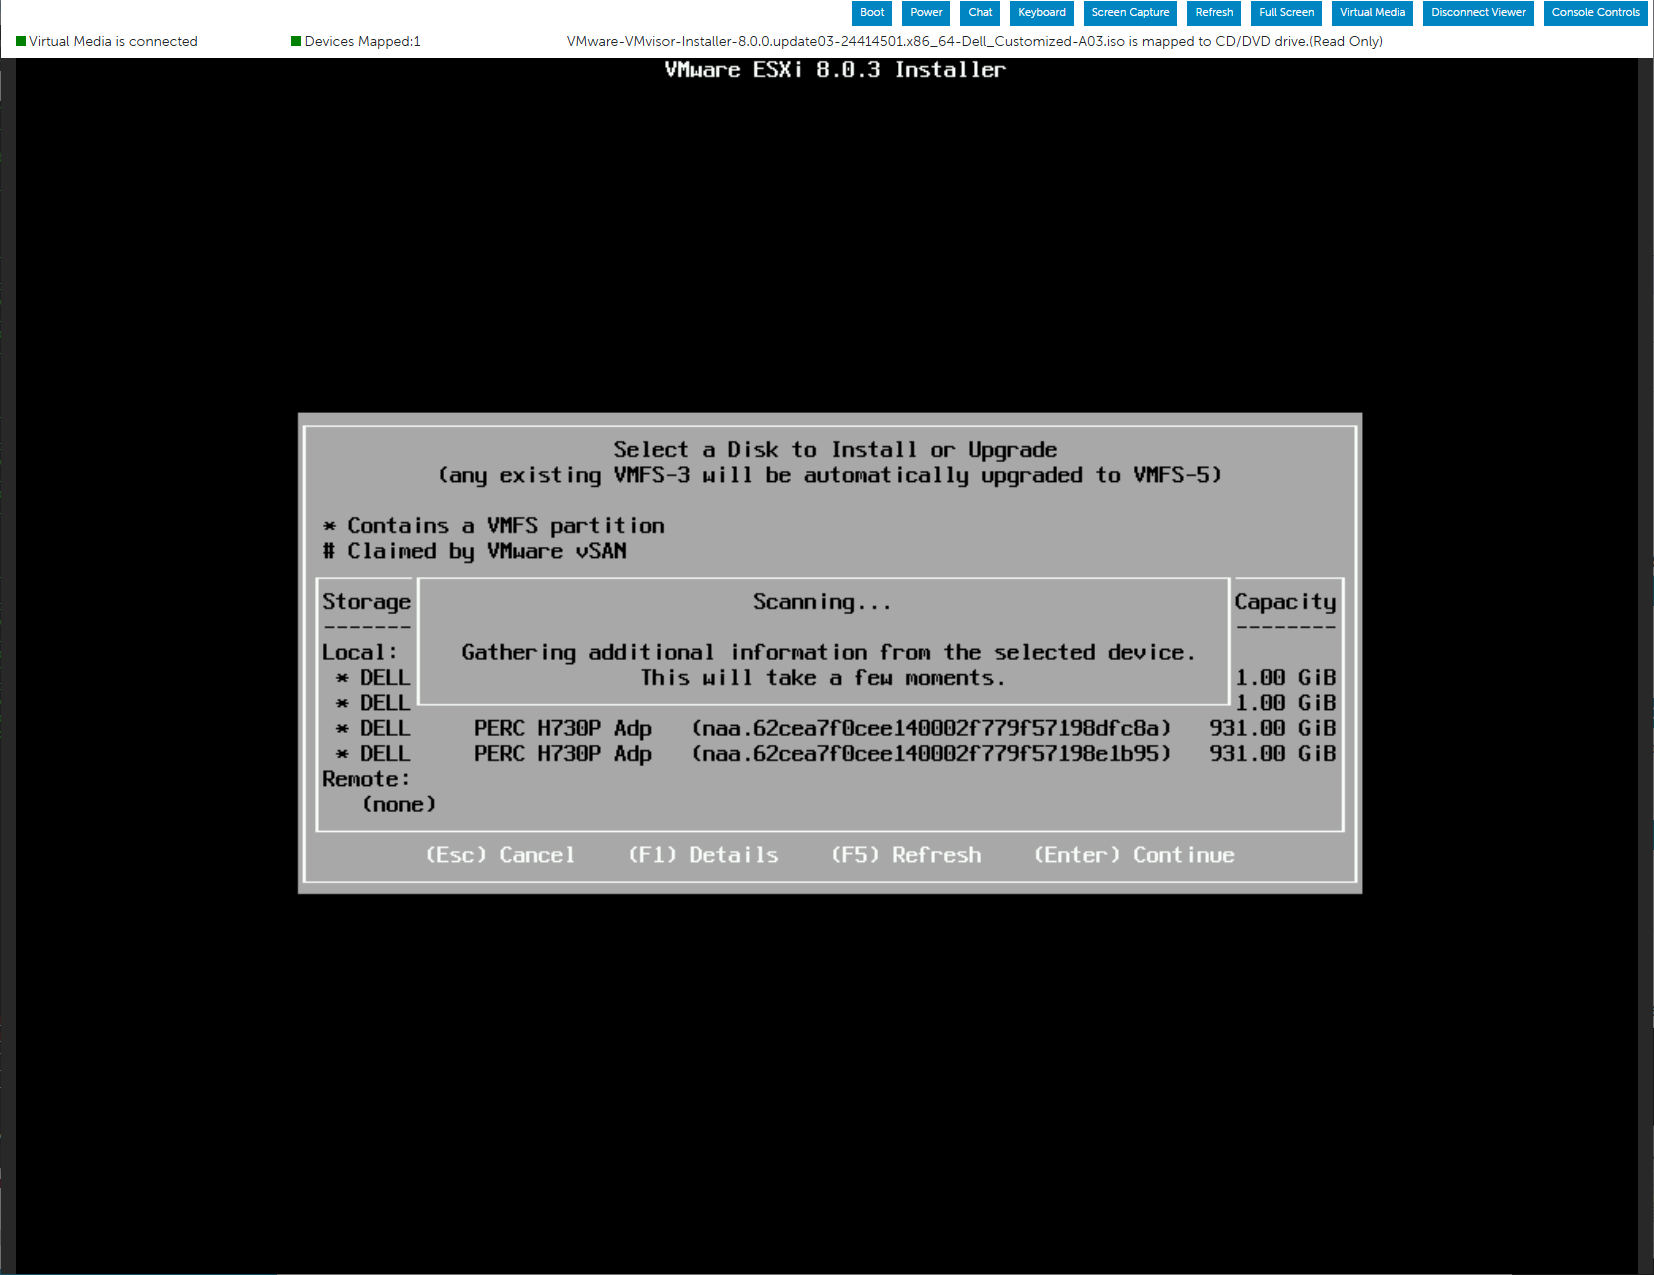 Boot Power Chat Keyboard Screen Capture Refresh Full Screen Virtual Media Disconnect Viewer Console Controls
Virtual Media is connected Devices Mapped:1 VMware-VMvisor-Installer-8.0.0.update03-24414501.x86_64-Dell_Customized-A03.iso is mapped to CD/DVD drive.(Read Only)
VMware ESXi 8.0.3 Installer
Select a Disk to Install or Upgrade
(any existing VMFS-3 will be automatically upgraded to VMFS-5)
* Contains a VMFS partition
# Claimed by VMware vSAN
Storage Scanning... Capacity
------- --------
Local: Gathering additional information from the selected device.
* DELL This will take a few moments. 1.00 GiB
* DELL 1.00 GiB
* DELL PERC H730P Adp (naa.62cea7f0cee140002f779f57198dfc8a) 931.00 GiB
* DELL PERC H730P Adp (naa.62cea7f0cee140002f779f57198e1b95) 931.00 GiB
Remote:
(none)
(Esc) Cancel (F1) Details (F5) Refresh (Enter) Continue